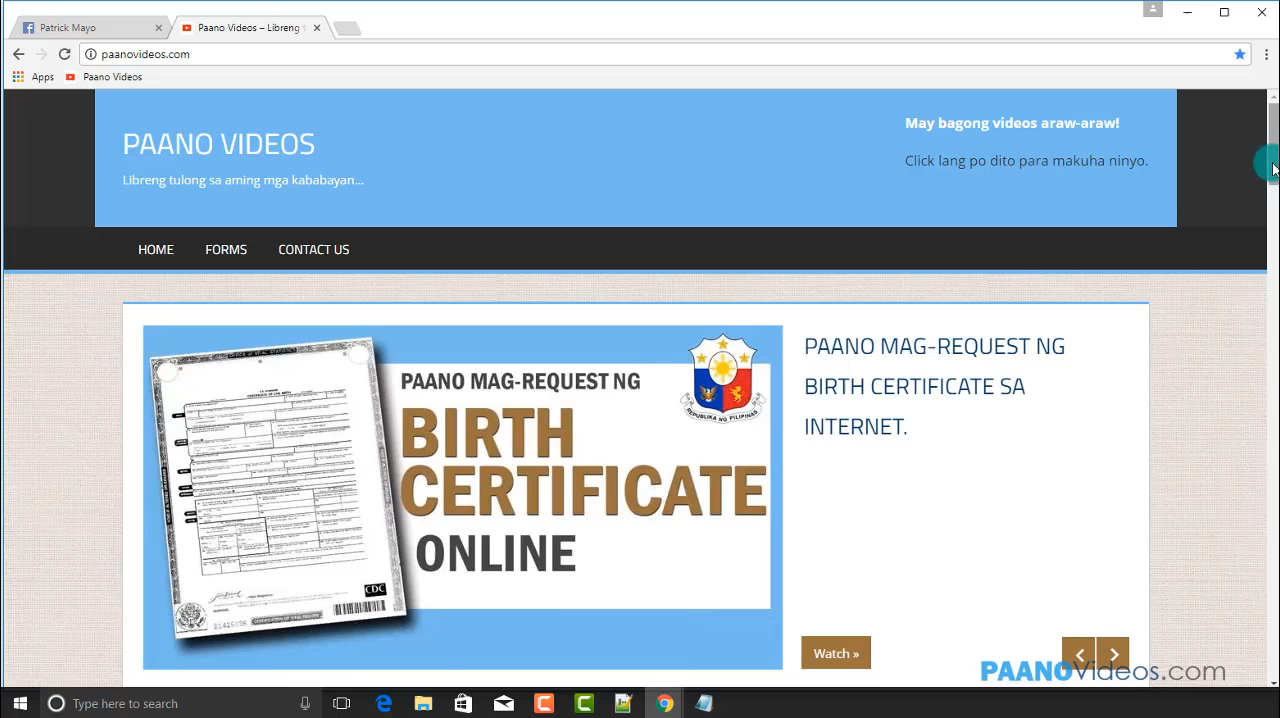 Patrick Mayo
Paano Videos – Libreng
paanovideos.com
Apps
Paano Videos
PAANO VIDEOS
Libreng tulong sa aming mga kababayan...
May bagong videos araw-araw!
Click lang po dito para makuha ninyo.
HOME
FORMS
CONTACT US
PAANO MAG-REQUEST NG
BIRTH
CERTIFICATE
ONLINE
REPUBLIKA NG PILIPINAS
CDC
PAANO MAG-REQUEST NG
BIRTH CERTIFICATE SA
INTERNET.
Watch »
PAANOVideos.com
Type here to search